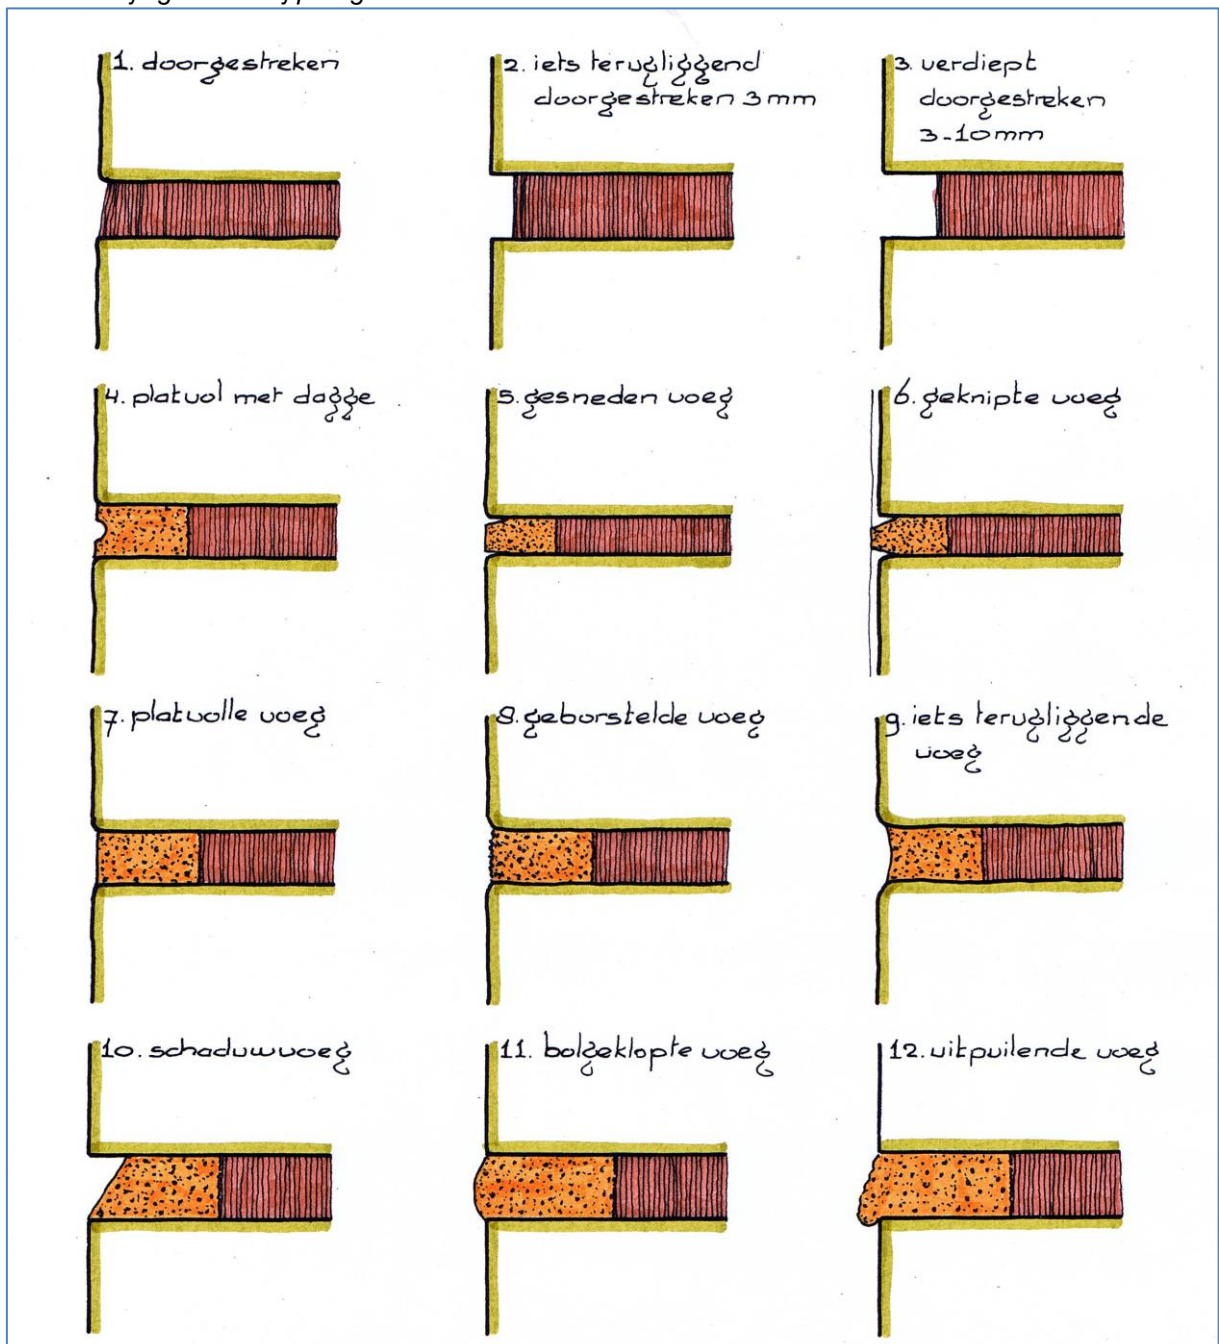 1. doorgestreken
2. iets terugliggend
doorgestreken 3mm
3. verdiept
doorgestreken
3-10mm
4. platvol met dagge
5. gesneden voeg
6. geknipte voeg
7. platvolle voeg
8. geborstelde voeg
9. iets terugliggende
voeg
10. schaduwvoeg
11. bolgeklopte voeg
12. uitpuilende voeg